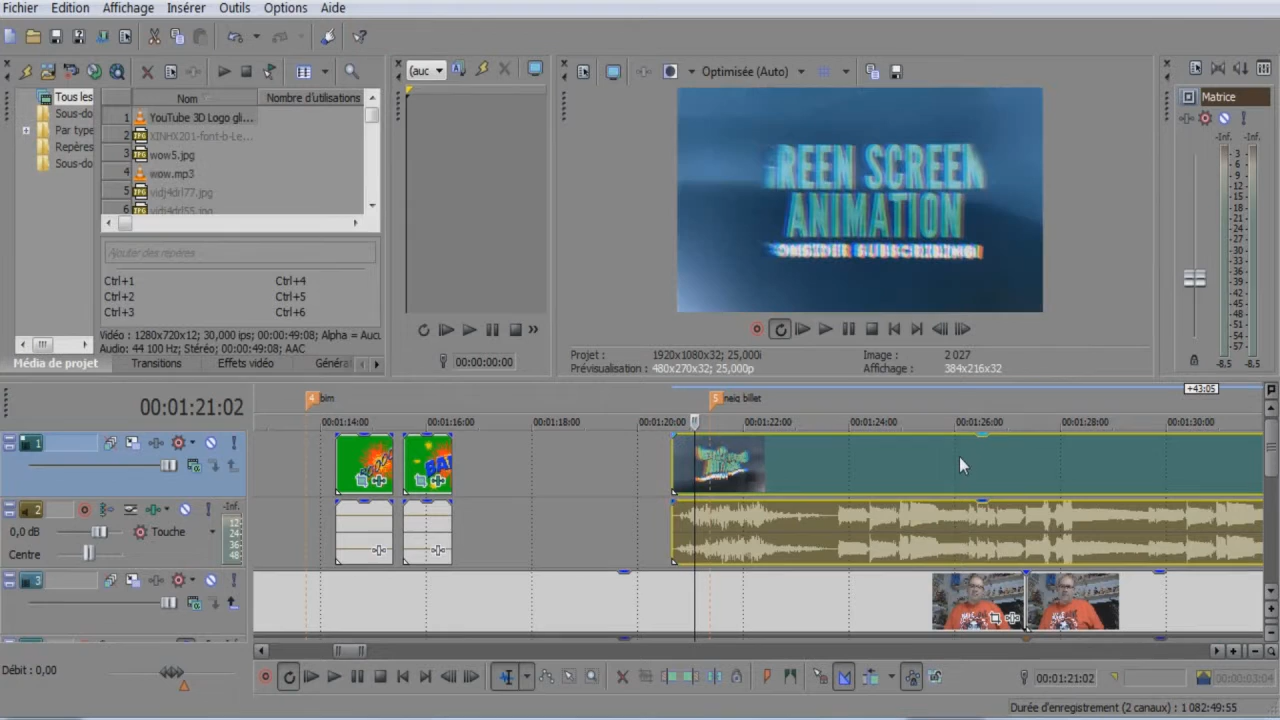 Fichier Edition Affichage Insérer Outils Options Aide
(auc
Optimisée (Auto)
Matrice
Tous les
Sous-do
Par type
Repères
Sous-do
Nom Nombre d'utilisations
1 YouTube 3D Logo gli...
2 XINHX201-font-b-Le...
3 wow5.jpg
4 wow.mp3
5 vidj4drl77.jpg
6 vidj4drl55.jpg
Ajouter des repères
Ctrl+1 Ctrl+4
Ctrl+2 Ctrl+5
Ctrl+3 Ctrl+6
Vidéo : 1280x720x12; 30,000 ips; 00:00:49:08; Alpha = Auc
Audio: 44 100 Hz; Stéréo; 00:00:49:08; AAC
Média de projet Transitions Effets vidéo Généra
00:00:00:00
REEN SCREEN
ANIMATION
Projet : 1920x1080x32; 25,000i
Prévisualisation : 480x270x32; 25,000p
Image : 2 027
Affichage : 384x216x32
-Inf. -Inf.
3
6
9
12
15
18
21
24
27
30
33
36
39
42
45
48
51
54
57
-8.5 -8.5
+43:05
00:01:21:02
4 bim
5 neiq billet
00:01:14:00 00:01:16:00 00:01:18:00 00:01:20:00 00:01:22:00 00:01:24:00 00:01:26:00 00:01:28:00 00:01:30:00
1
2
-Inf.
0,0 dB Touche
Centre
12
24
36
48
3
Débit : 0,00
00:01:21:02
00:00:03:04
Durée d'enregistrement (2 canaux) : 1 082:49:55